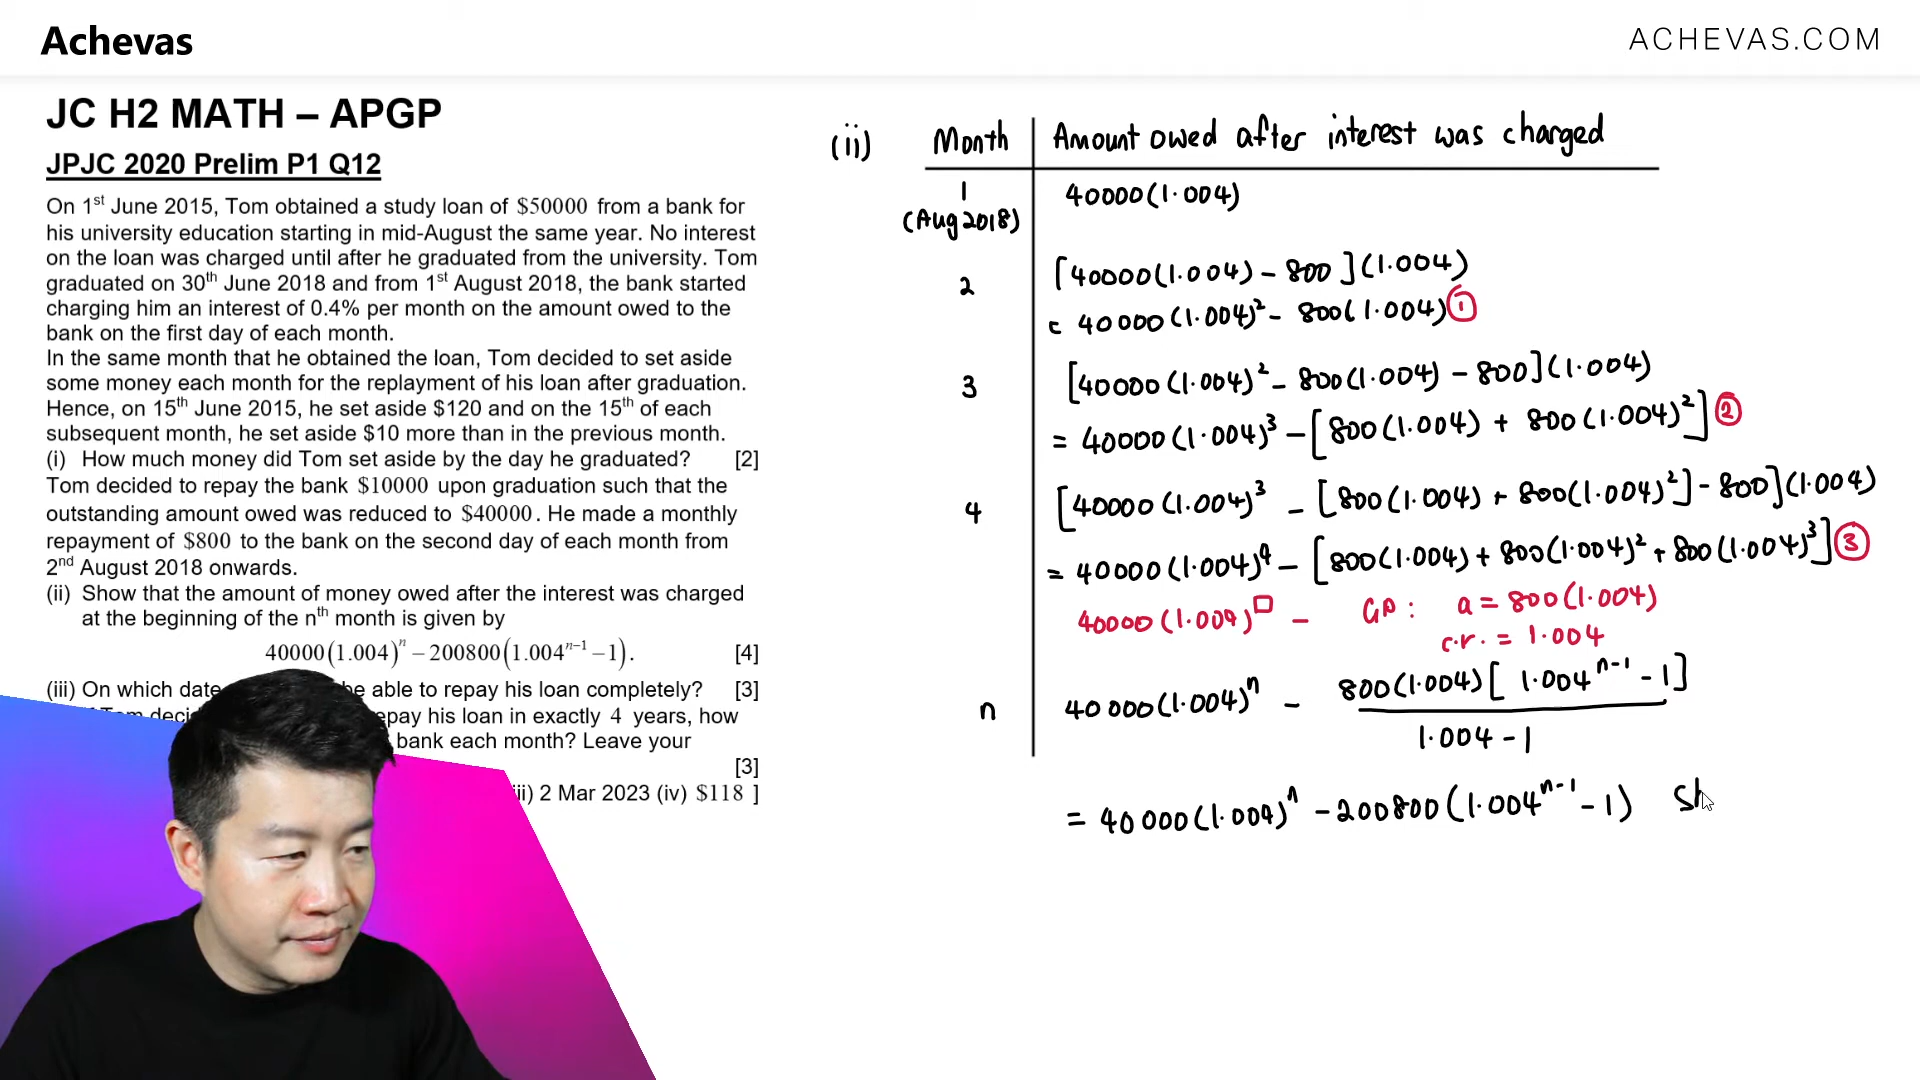 Achevas
ACHEVAS.COM
JC H2 MATH – APGP
JPJC 2020 Prelim P1 Q12
On 1st June 2015, Tom obtained a study loan of $50000 from a bank for
his university education starting in mid-August the same year. No interest
on the loan was charged until after he graduated from the university. Tom
graduated on 30th June 2018 and from 1st August 2018, the bank started
charging him an interest of 0.4% per month on the amount owed to the
bank on the first day of each month.
In the same month that he obtained the loan, Tom decided to set aside
some money each month for the replayment of his loan after graduation.
Hence, on 15th June 2015, he set aside $120 and on the 15th of each
subsequent month, he set aside $10 more than in the previous month.
(i) How much money did Tom set aside by the day he graduated? [2]
Tom decided to repay the bank $10000 upon graduation such that the
outstanding amount owed was reduced to $40000. He made a monthly
repayment of $800 to the bank on the second day of each month from
2nd August 2018 onwards.
(ii) Show that the amount of money owed after the interest was charged
at the beginning of the nth month is given by
40000(1.004)^n − 200800(1.004^(n−1) − 1). [4]
(iii) On which date be able to repay his loan completely? [3]
epay his loan in exactly 4 years, how
bank each month? Leave your
[3]
2 Mar 2023 (iv) $118 ]
(ii) Month Amount owed after interest was charged
1 40000(1.004)
(Aug 2018)
2 [40000(1.004) − 800](1.004)
= 40000(1.004)² − 800(1.004) ①
3 [40000(1.004)² − 800(1.004) − 800](1.004)
= 40000(1.004)³ − [800(1.004) + 800(1.004)²] ②
4 [40000(1.004)³ − [800(1.004) + 800(1.004)²] − 800](1.004)
= 40000(1.004)⁴ − [800(1.004) + 800(1.004)² + 800(1.004)³] ③
40000(1.004)^□ − GP: a = 800(1.004)
c.r. = 1.004
n 40000(1.004)^n − 800(1.004)[1.004^(n−1) − 1]
1.004 − 1
= 40000(1.004)^n − 200800(1.004^(n−1) − 1) Sh